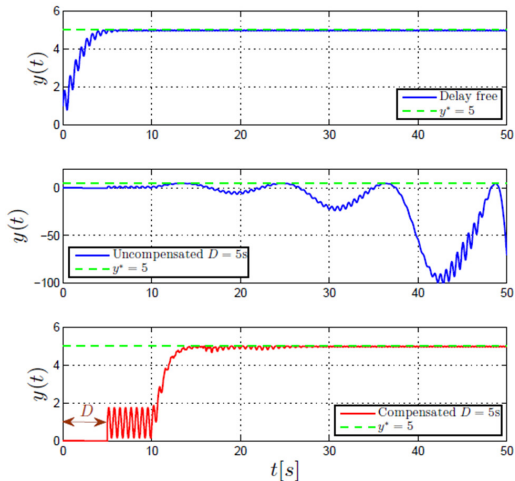 6
4
2
0
y(t)
0 10 20 30 40 50
Delay free
y* = 5
0
−50
−100
y(t)
0 10 20 30 40 50
Uncompensated D = 5s
y* = 5
6
4
2
0
y(t)
D
0 10 20 30 40 50
Compensated D = 5s
y* = 5
t[s]